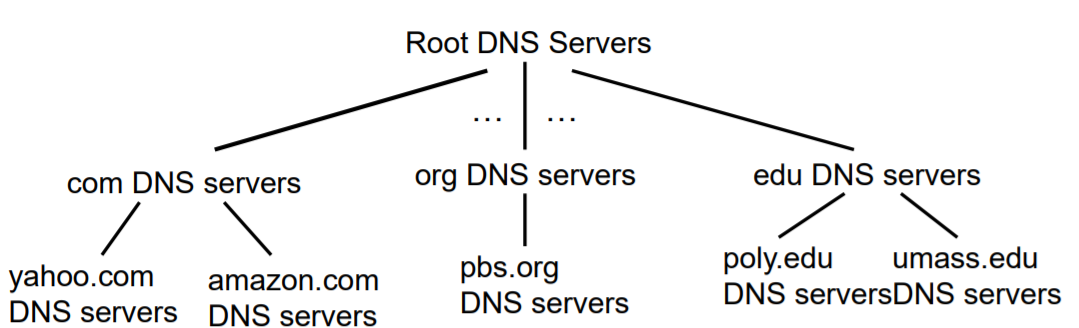 Root DNS Servers
… …
com DNS servers
org DNS servers
edu DNS servers
yahoo.com
DNS servers
amazon.com
DNS servers
pbs.org
DNS servers
poly.edu
DNS servers
umass.edu
DNS servers